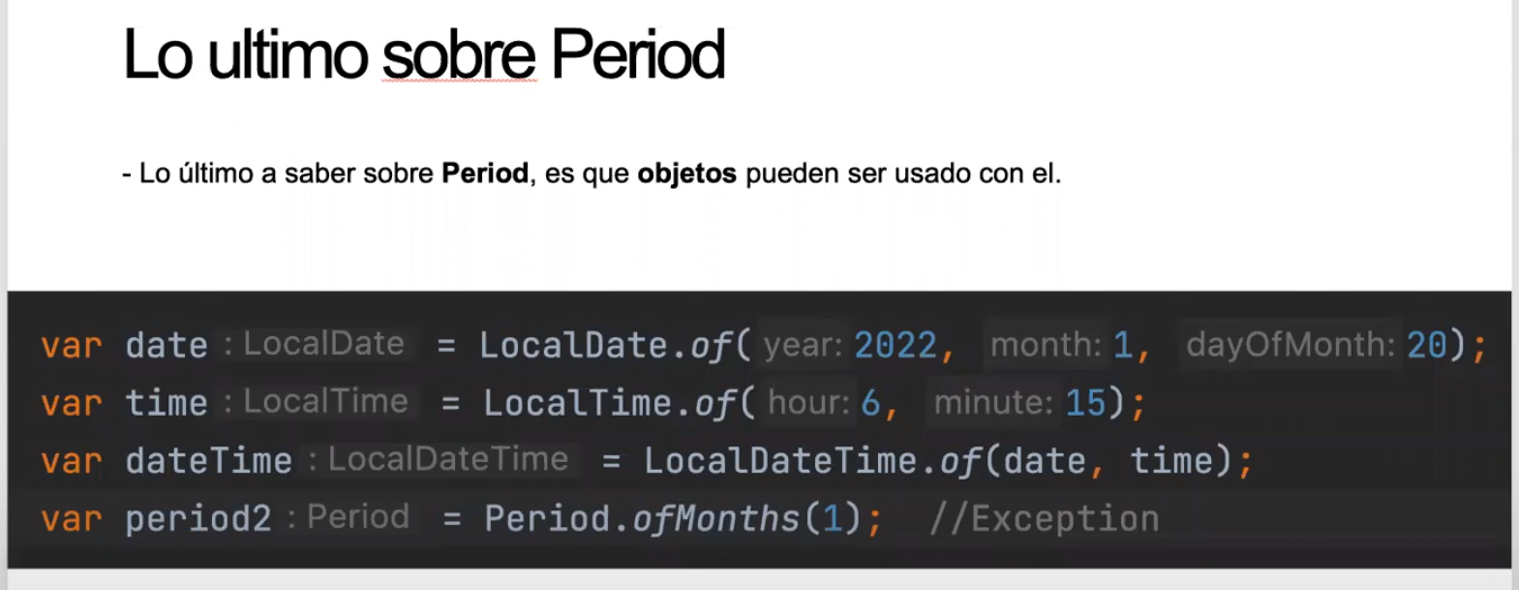 Lo ultimo sobre Period
- Lo último a saber sobre Period, es que objetos pueden ser usado con el.
var date : LocalDate = LocalDate.of( year: 2022, month: 1, dayOfMonth: 20);
var time : LocalTime = LocalTime.of( hour: 6, minute: 15);
var dateTime : LocalDateTime = LocalDateTime.of(date, time);
var period2 : Period = Period.ofMonths(1); //Exception